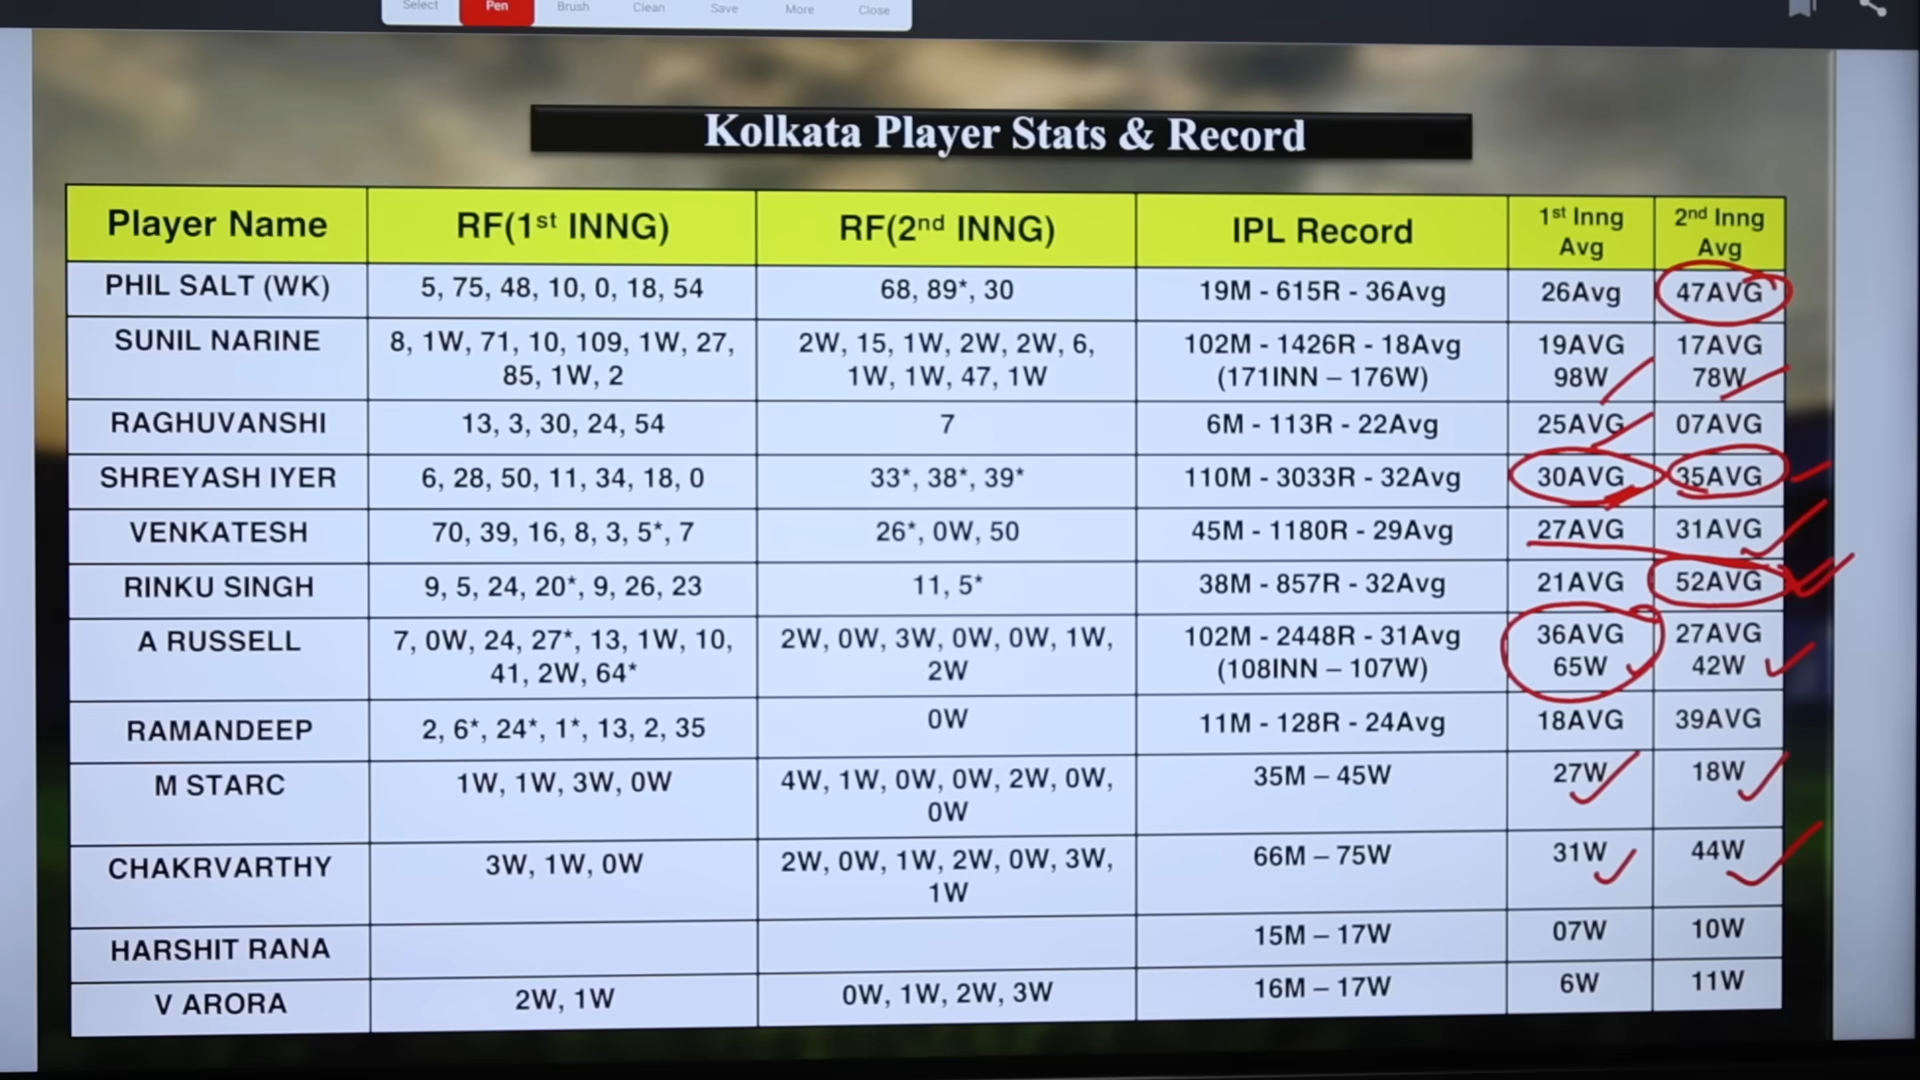 Select Pen Brush Clean Save More Close
Kolkata Player Stats & Record
Player Name RF(1st INNG) RF(2nd INNG) IPL Record 1st Inng Avg 2nd Inng Avg
PHIL SALT (WK) 5, 75, 48, 10, 0, 18, 54 68, 89*, 30 19M - 615R - 36Avg 26Avg 47AVG
SUNIL NARINE 8, 1W, 71, 10, 109, 1W, 27, 2W, 15, 1W, 2W, 2W, 6, 102M - 1426R - 18Avg 19AVG 17AVG
85, 1W, 2 1W, 1W, 47, 1W (171INN – 176W) 98W 78W
RAGHUVANSHI 13, 3, 30, 24, 54 7 6M - 113R - 22Avg 25AVG 07AVG
SHREYASH IYER 6, 28, 50, 11, 34, 18, 0 33*, 38*, 39* 110M - 3033R - 32Avg 30AVG 35AVG
VENKATESH 70, 39, 16, 8, 3, 5*, 7 26*, 0W, 50 45M - 1180R - 29Avg 27AVG 31AVG
RINKU SINGH 9, 5, 24, 20*, 9, 26, 23 11, 5* 38M - 857R - 32Avg 21AVG 52AVG
A RUSSELL 7, 0W, 24, 27*, 13, 1W, 10, 2W, 0W, 3W, 0W, 0W, 1W, 102M - 2448R - 31Avg 36AVG 27AVG
41, 2W, 64* 2W (108INN – 107W) 65W 42W
RAMANDEEP 2, 6*, 24*, 1*, 13, 2, 35 0W 11M - 128R - 24Avg 18AVG 39AVG
M STARC 1W, 1W, 3W, 0W 4W, 1W, 0W, 0W, 2W, 0W, 35M – 45W 27W 18W
0W
CHAKRVARTHY 3W, 1W, 0W 2W, 0W, 1W, 2W, 0W, 3W, 66M – 75W 31W 44W
1W
HARSHIT RANA 15M – 17W 07W 10W
V ARORA 2W, 1W 0W, 1W, 2W, 3W 16M – 17W 6W 11W